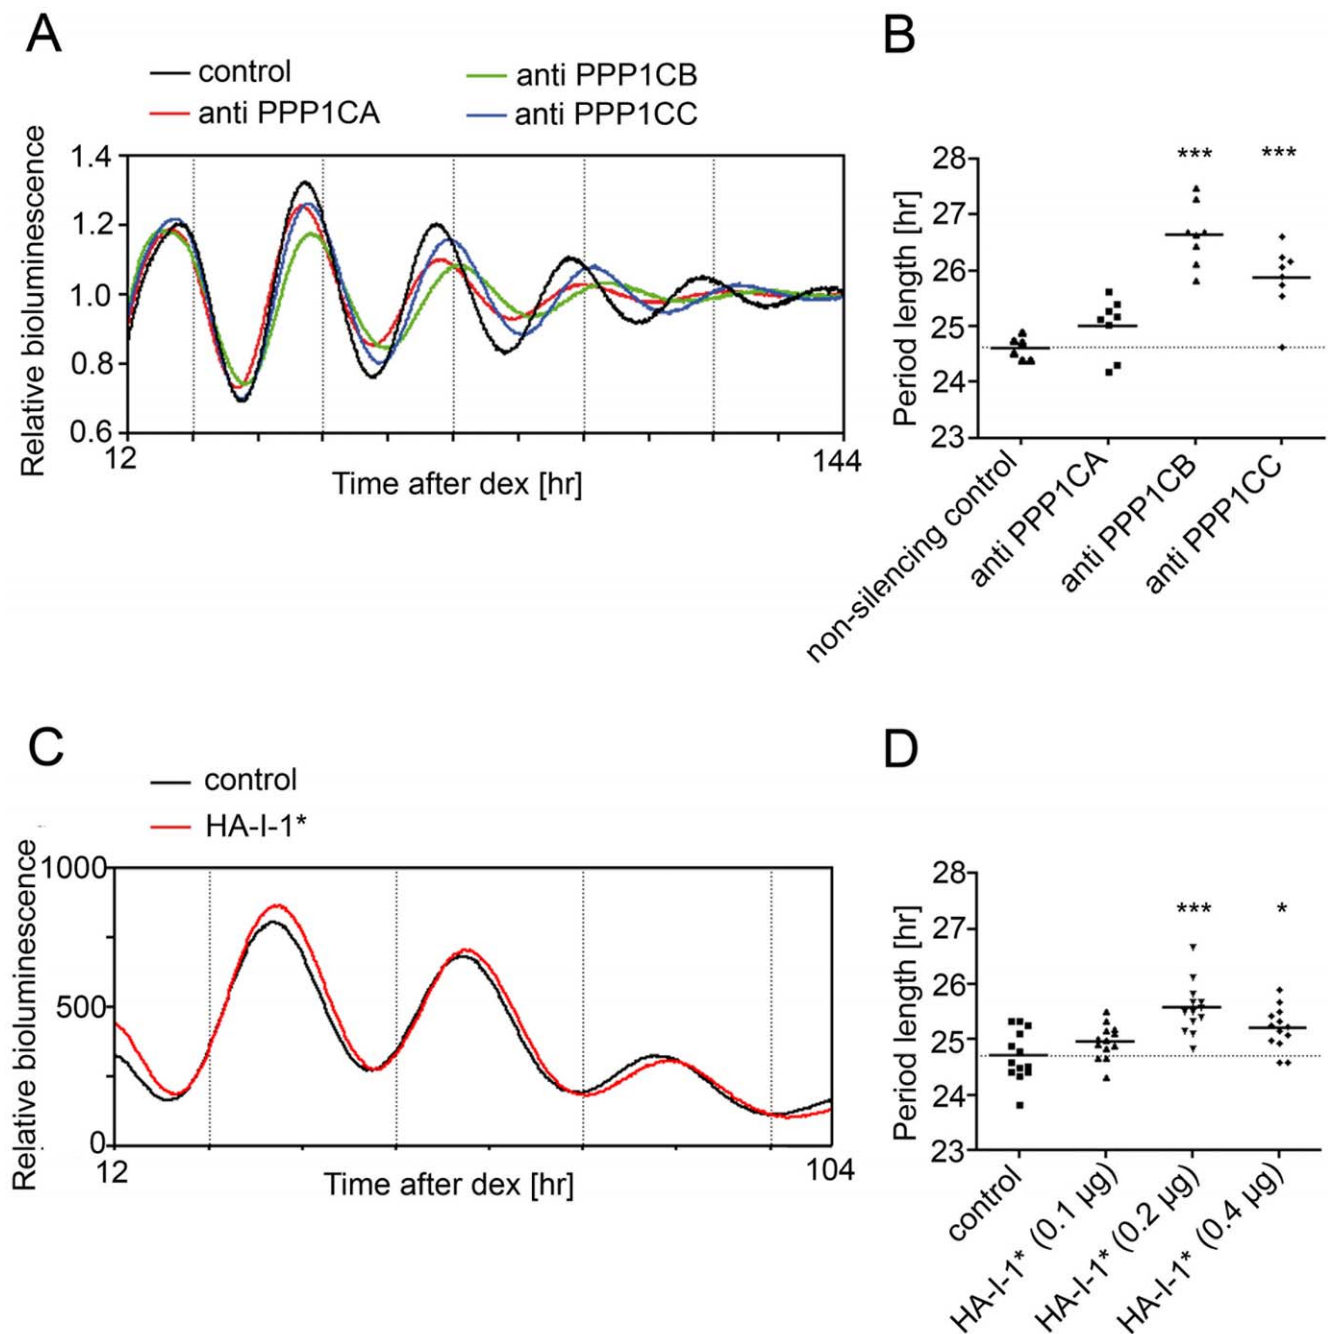 A
control
anti PPP1CB
anti PPP1CA
anti PPP1CC
Relative bioluminescence
1.4
1.2
1.0
0.8
0.6
12
144
Time after dex [hr]
B
***
***
Period length [hr]
28
27
26
25
24
23
non-silencing control
anti PPP1CA
anti PPP1CB
anti PPP1CC
C
control
HA-I-1*
Relative bioluminescence
1000
500
0
12
104
Time after dex [hr]
D
***
*
Period length [hr]
28
27
26
25
24
23
control
HA-I-1* (0.1 µg)
HA-I-1* (0.2 µg)
HA-I-1* (0.4 µg)